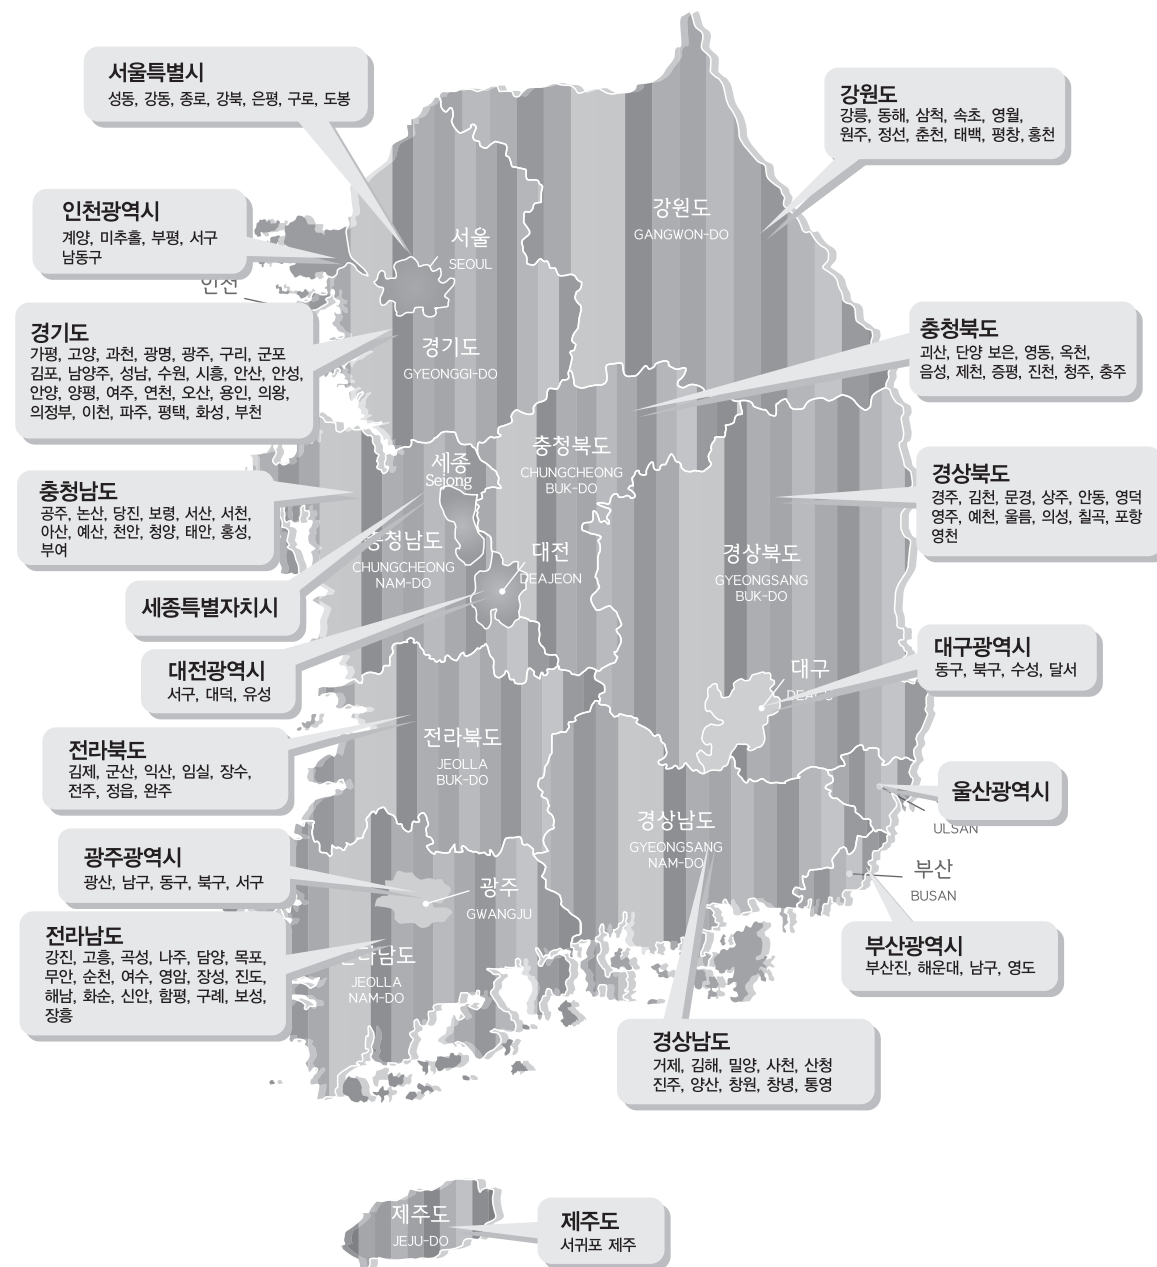 서울특별시
성동, 강동, 종로, 강북, 은평, 구로, 도봉
강원도
강릉, 동해, 삼척, 속초, 영월,
원주, 정선, 춘천, 태백, 평창, 홍천
인천광역시
계양, 미추홀, 부평, 서구
남동구
인천
서울
SEOUL
강원도
GANGWON-DO
경기도
가평, 고양, 과천, 광명, 광주, 구리, 군포
김포, 남양주, 성남, 수원, 시흥, 안산, 안성,
안양, 양평, 여주, 연천, 오산, 용인, 의왕,
의정부, 이천, 파주, 평택, 화성, 부천
경기도
GYEONGGI-DO
충청북도
괴산, 단양 보은, 영동, 옥천,
음성, 제천, 증평, 진천, 청주, 충주
충청북도
CHUNGCHEONG
BUK-DO
세종
Sejong
충청남도
공주, 논산, 당진, 보령, 서산, 서천,
아산, 예산, 천안, 청양, 태안, 홍성,
부여
경상북도
경주, 김천, 문경, 상주, 안동, 영덕
영주, 예천, 울릉, 의성, 칠곡, 포항
영천
충청남도
CHUNGCHEONG
NAM-DO
대전
DEAJEON
경상북도
GYEONGSANG
BUK-DO
세종특별자치시
대전광역시
서구, 대덕, 유성
대구광역시
동구, 북구, 수성, 달서
대구
전라북도
김제, 군산, 익산, 임실, 장수,
전주, 정읍, 완주
전라북도
JEOLLA
BUK-DO
울산광역시
ULSAN
경상남도
GYEONGSANG
NAM-DO
광주광역시
광산, 남구, 동구, 북구, 서구
광주
GWANGJU
부산
BUSAN
전라남도
강진, 고흥, 곡성, 나주, 담양, 목포,
무안, 순천, 여수, 영암, 장성, 진도,
해남, 화순, 신안, 함평, 구례, 보성,
장흥
전라남도
JEOLLA
NAM-DO
부산광역시
부산진, 해운대, 남구, 영도
경상남도
거제, 김해, 밀양, 사천, 산청
진주, 양산, 창원, 창녕, 통영
제주도
JEJU-DO
제주도
서귀포 제주